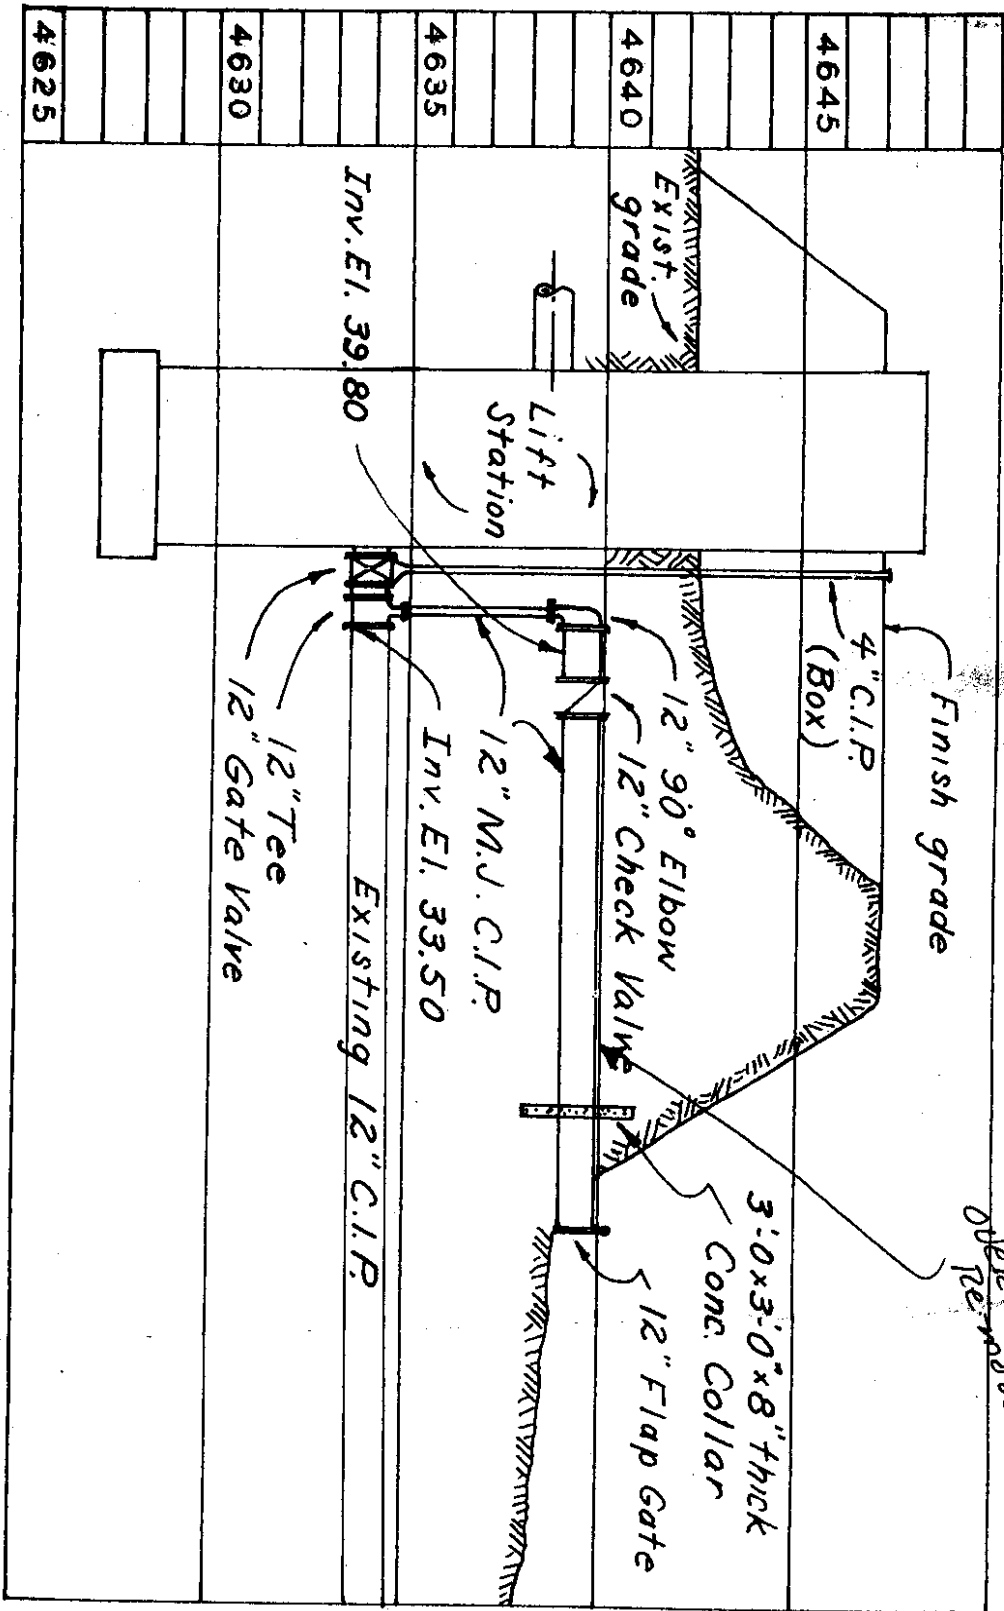 4645
4640
4635
4630
4625
Finish grade
4" C.I.P.
(Box)
Exist.
grade
Lift
Station
Inv. El. 39.80
12" 90° Elbow
12" Check Valve
12" M.J. C.I.P.
Inv. El. 33.50
Existing 12" C.I.P.
12" Tee
12" Gate Valve
3'-0 x 3'-0" x 8" thick
Conc. Collar
12" Flap Gate